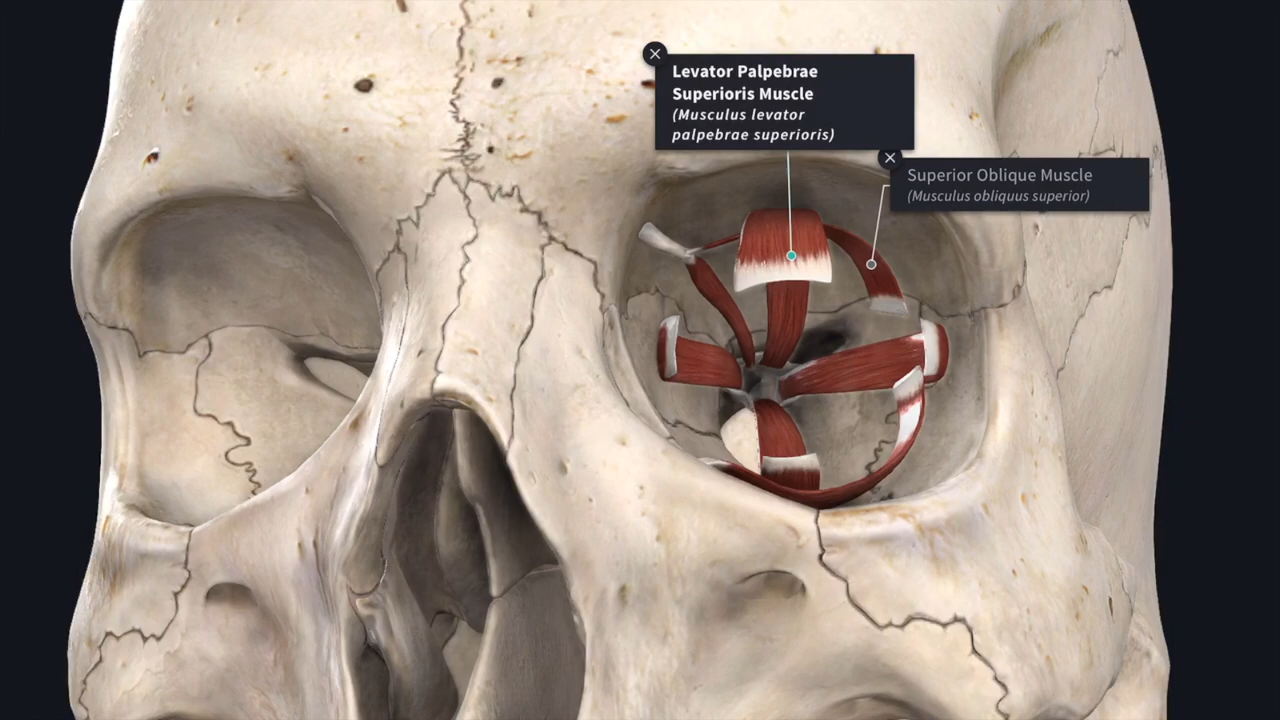 Levator Palpebrae
Superioris Muscle
(Musculus levator
palpebrae superioris)
Superior Oblique Muscle
(Musculus obliquus superior)